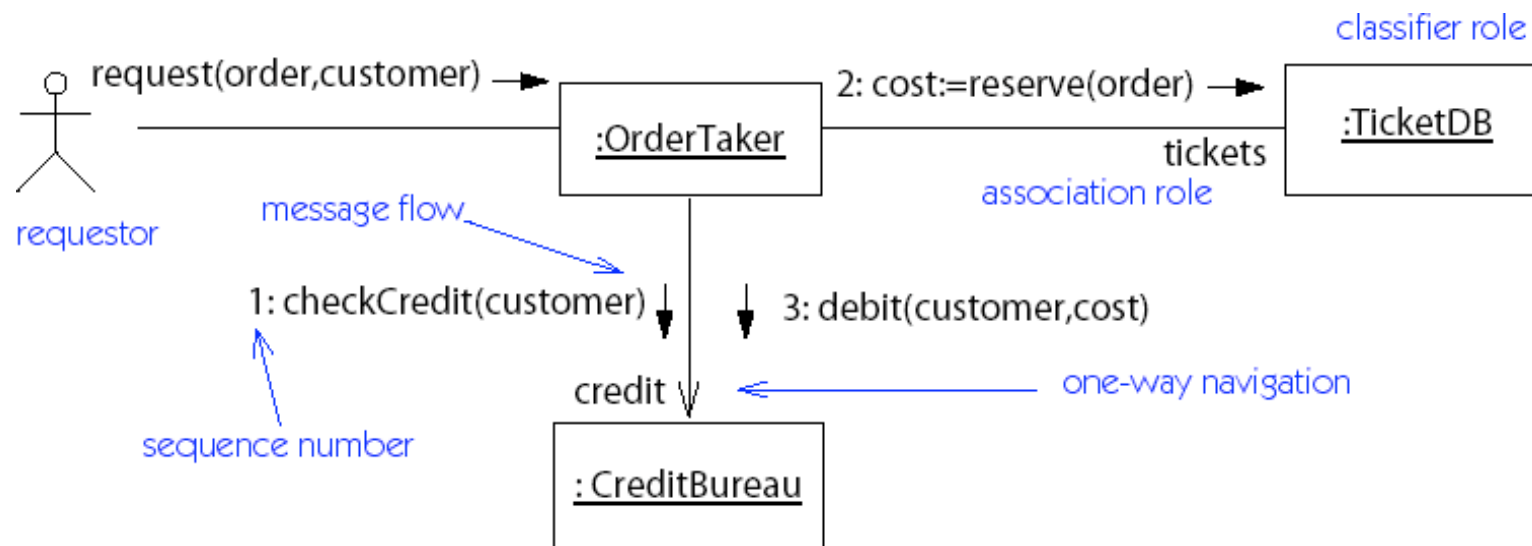 classifier role
request(order,customer)
2: cost:=reserve(order)
:OrderTaker
:TicketDB
tickets
association role
message flow
requestor
1: checkCredit(customer)
3: debit(customer,cost)
credit
one-way navigation
sequence number
: CreditBureau